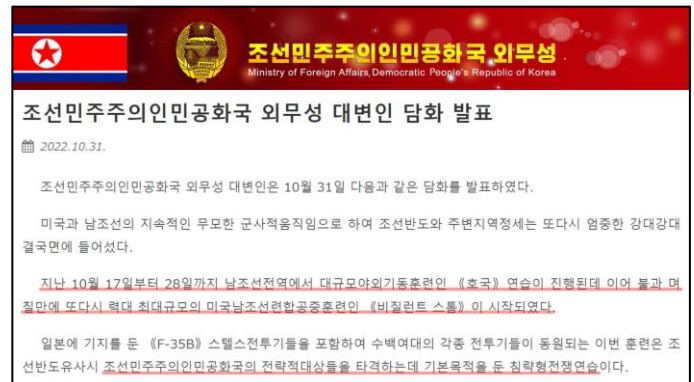 조선민주주의인민공화국 외무성
Ministry of Foreign Affairs, Democratic People's Republic of Korea
조선민주주의인민공화국 외무성 대변인 담화 발표
2022.10.31.
조선민주주의인민공화국 외무성 대변인은 10월 31일 다음과 같은 담화를 발표하였다.
미국과 남조선의 지속적인 무모한 군사적움직임으로 하여 조선반도와 주변지역정세는 또다시 엄중한 강대강대
결국면에 들어섰다.
지난 10월 17일부터 28일까지 남조선전역에서 대규모야외기동훈련인 《호국》 연습이 진행된데 이어 불과 며
칠만에 또다시 력대 최대규모의 미국남조선련합공중훈련인 《비질런트 스톰》이 시작되였다.
일본에 기지를 둔 《F-35B》스텔스전투기들을 포함하여 수백여대의 각종 전투기들이 동원되는 이번 훈련은 조
선반도유사시 조선민주주의인민공화국의 전략적대상들을 타격하는데 기본목적을 둔 침략형전쟁연습이다.